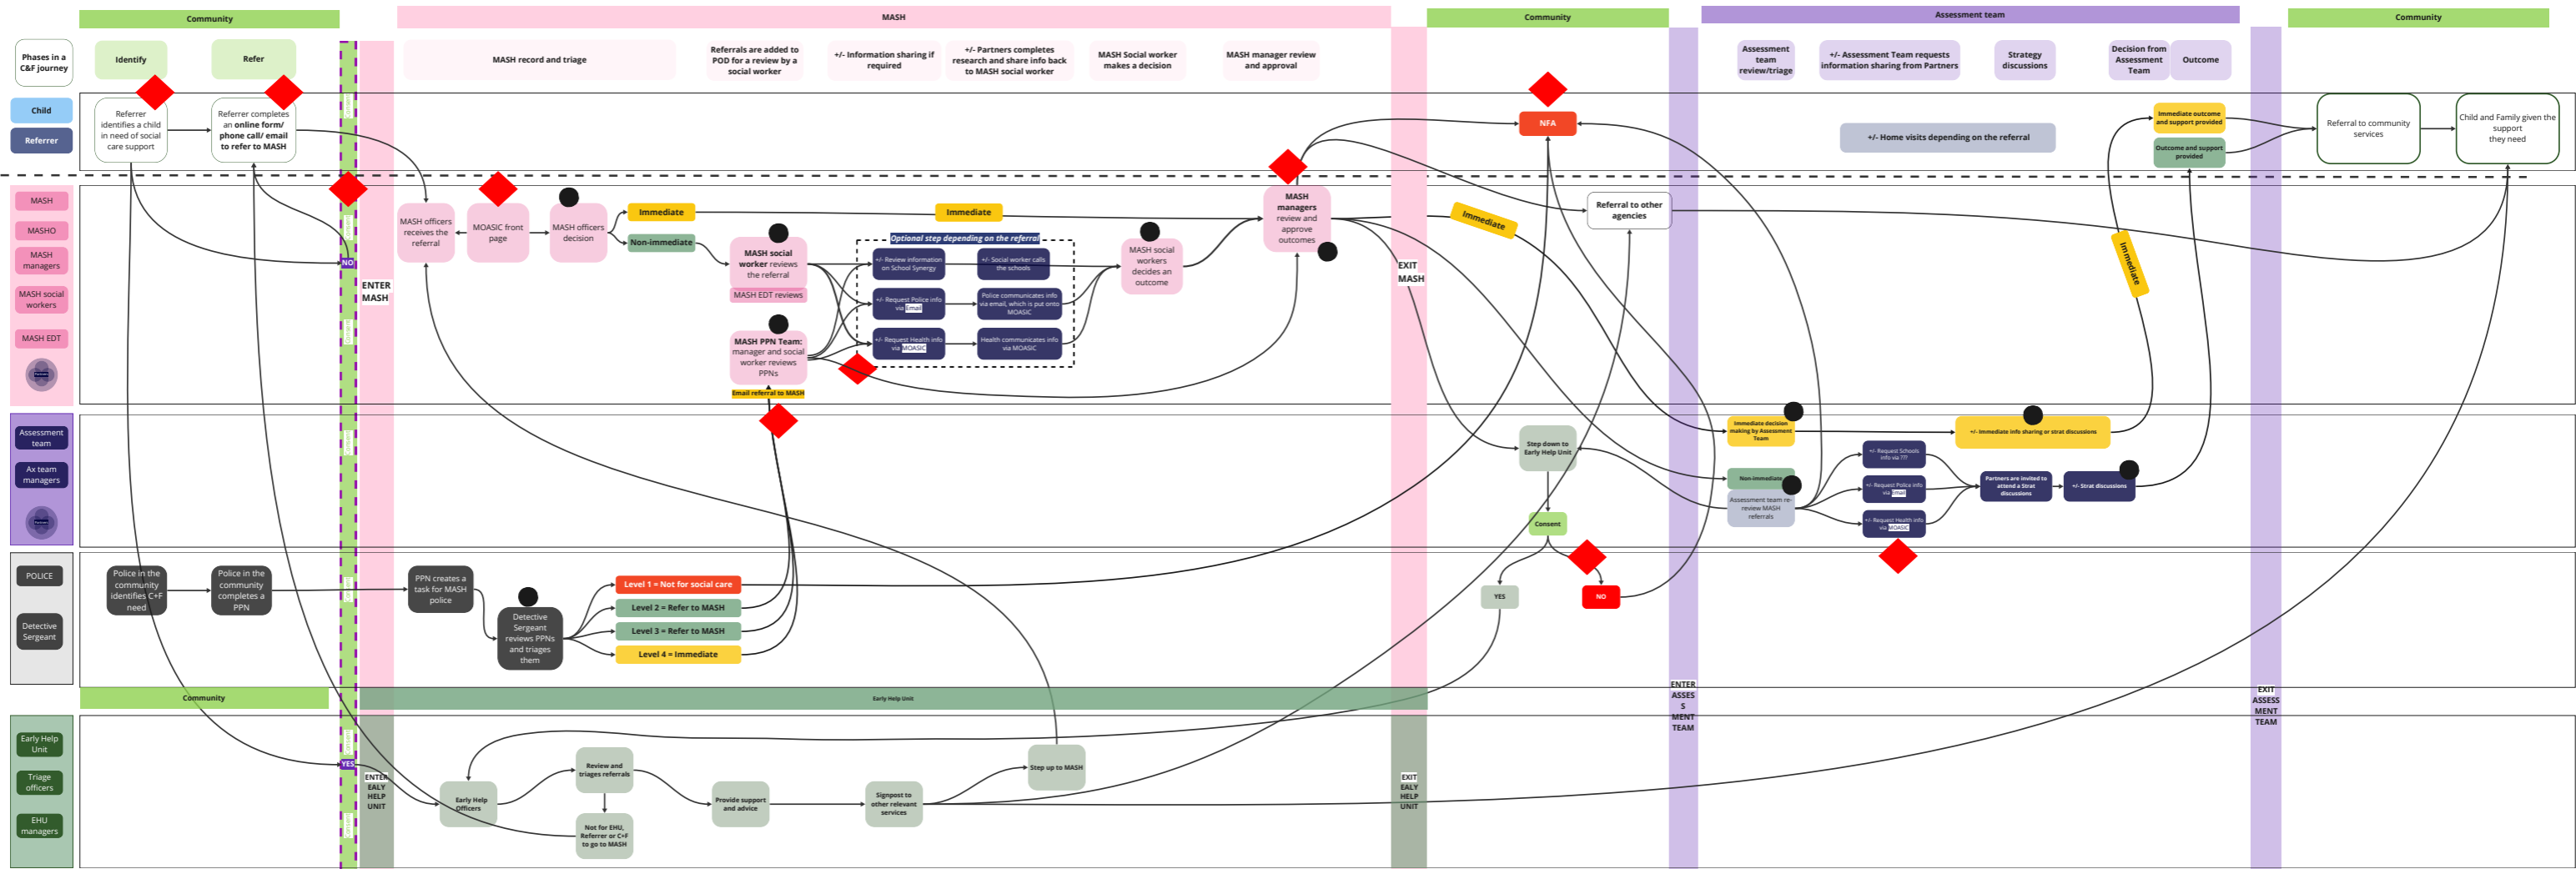 Community
MASH
Community
Assessment team
Community
Phases in a
C&F journey
Identify
Refer
MASH record and triage
Referrals are added to
POD for a review by a
social worker
+/- Information sharing if
required
+/- Partners completes
research and share info back
to MASH social worker
MASH Social worker
makes a decision
MASH manager review
and approval
Assessment
team
review/triage
+/- Assessment Team requests
information sharing from Partners
Strategy
discussions
Decision from
Assessment
Team
Outcome
Child
Referrer
Referrer
identifies a child
in need of social
care support
Referrer completes
an online form/
phone call/ email
to refer to MASH
NFA
+/- Home visits depending on the referral
Immediate outcome
and support provided
Outcome and support
provided
Referral to community
services
Child and Family given the
support
they need
MASH
MASHO
MASH
managers
MASH social
workers
MASH EDT
NO
ENTER
MASH
MASH officers
receives the
referral
MOASIC front
page
MASH officers
decision
Immediate
Non-immediate
Immediate
MASH social
worker reviews
the referral
MASH EDT reviews
MASH PPN Team:
manager and social
worker reviews
PPNs
Email referral to MASH
Optional step depending on the referral
+/- Review information
on School Synergy
+/- Social worker calls
the schools
+/- Request Police info
via Email
Police communicates info
via email, which is put onto
MOASIC
+/- Request Health info
via MOASIC
Health communicates info
via MOASIC
MASH social
workers
decides an
outcome
MASH
managers
review and
approve
outcomes
EXIT
MASH
Immediate
Referral to other
agencies
Immediate
Assessment
team
Ax team
managers
Step down to
Early Help Unit
Consent
Immediate decision
making by Assessment
Team
Non-immediate
Assessment team re-
review MASH
referrals
+/- Immediate info sharing or strat discussions
+/- Request Schools
info via ???
+/- Request Police info
via Email
+/- Request Health info
via MOASIC
Partners are invited to
attend a Strat
discussions
+/- Strat discussions
POLICE
Detective
Sergeant
Police in the
community
identifies C+F
need
Police in the
community
completes a
PPN
PPN creates a
task for MASH
police
Detective
Sergeant
reviews PPNs
and triages
them
Level 1 = Not for social care
Level 2 = Refer to MASH
Level 3 = Refer to MASH
Level 4 = Immediate
YES
NO
Community
Early Help Unit
ENTER
ASSES
S
MENT
TEAM
EXIT
ASSESS
MENT
TEAM
Early Help
Unit
Triage
officers
EHU
managers
YES
ENTER
EALY
HELP
UNIT
Early Help
Officers
Review and
triages referrals
Not for EHU,
Referrer or C+F
to go to MASH
Provide support
and advice
Signpost to
other relevant
services
Step up to MASH
EXIT
EALY
HELP
UNIT